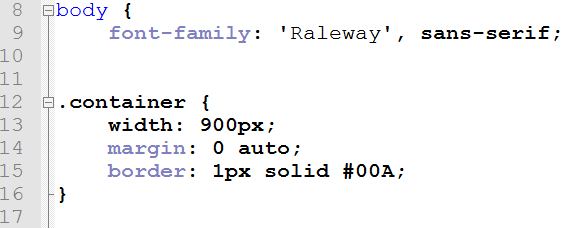 8 body {
9 font-family: 'Raleway', sans-serif;
10
11
12 .container {
13 width: 900px;
14 margin: 0 auto;
15 border: 1px solid #00A;
16 }
17